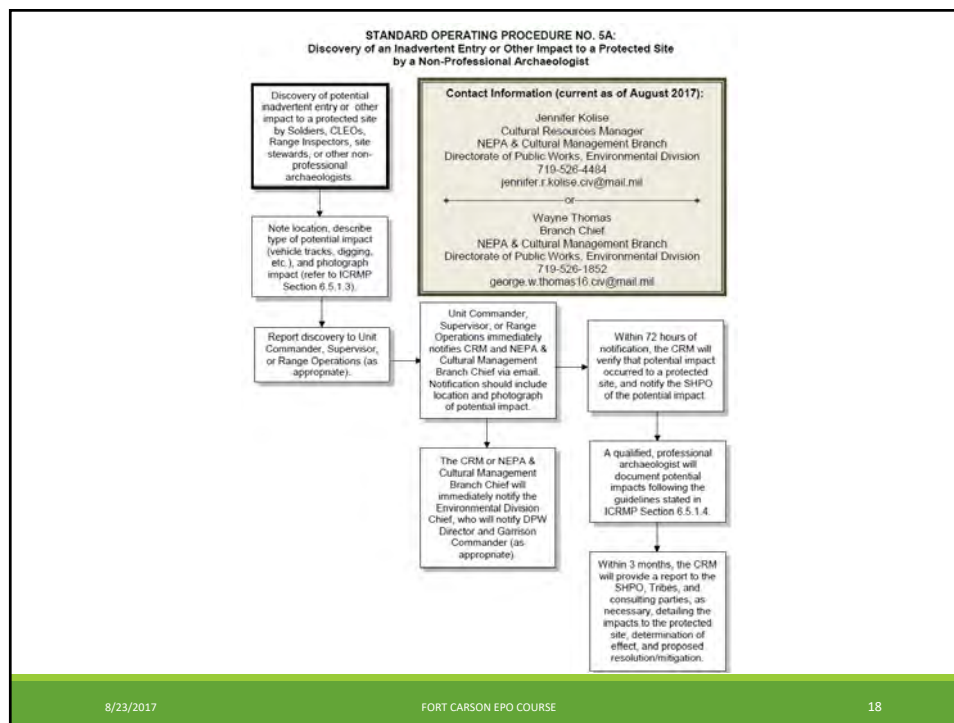 STANDARD OPERATING PROCEDURE NO. 5A:
Discovery of an Inadvertent Entry or Other Impact to a Protected Site
by a Non-Professional Archaeologist
Discovery of potential
inadvertent entry or other
impact to a protected site
by Soldiers, CLEOs,
Range Inspectors, site
stewards, or other non-
professional
archaeologists.
Contact Information (current as of August 2017):
Jennifer Kolise
Cultural Resources Manager
NEPA & Cultural Management Branch
Directorate of Public Works, Environmental Division
719-526-4484
jennifer.r.kolise.civ@mail.mil
or
Wayne Thomas
Branch Chief
NEPA & Cultural Management Branch
Directorate of Public Works, Environmental Division
719-526-1852
george.w.thomas16.civ@mail.mil
Note location, describe
type of potential impact
(vehicle tracks, digging,
etc.), and photograph
impact (refer to ICRMP
Section 6.5.1.3).
Report discovery to Unit
Commander, Supervisor,
or Range Operations (as
appropriate).
Unit Commander,
Supervisor, or Range
Operations immediately
notifies CRM and NEPA &
Cultural Management
Branch Chief via email.
Notification should include
location and photograph
of potential impact.
Within 72 hours of
notification, the CRM will
verify that potential impact
occurred to a protected
site, and notify the SHPO
of the potential impact.
The CRM or NEPA &
Cultural Management
Branch Chief will
immediately notify the
Environmental Division
Chief, who will notify DPW
Director and Garrison
Commander (as
appropriate).
A qualified, professional
archaeologist will
document potential
impacts following the
guidelines stated in
ICRMP Section 6.5.1.4.
Within 3 months, the CRM
will provide a report to the
SHPO, Tribes, and
consulting parties, as
necessary, detailing the
impacts to the protected
site, determination of
effect, and proposed
resolution/mitigation.
8/23/2017
FORT CARSON EPO COURSE
18